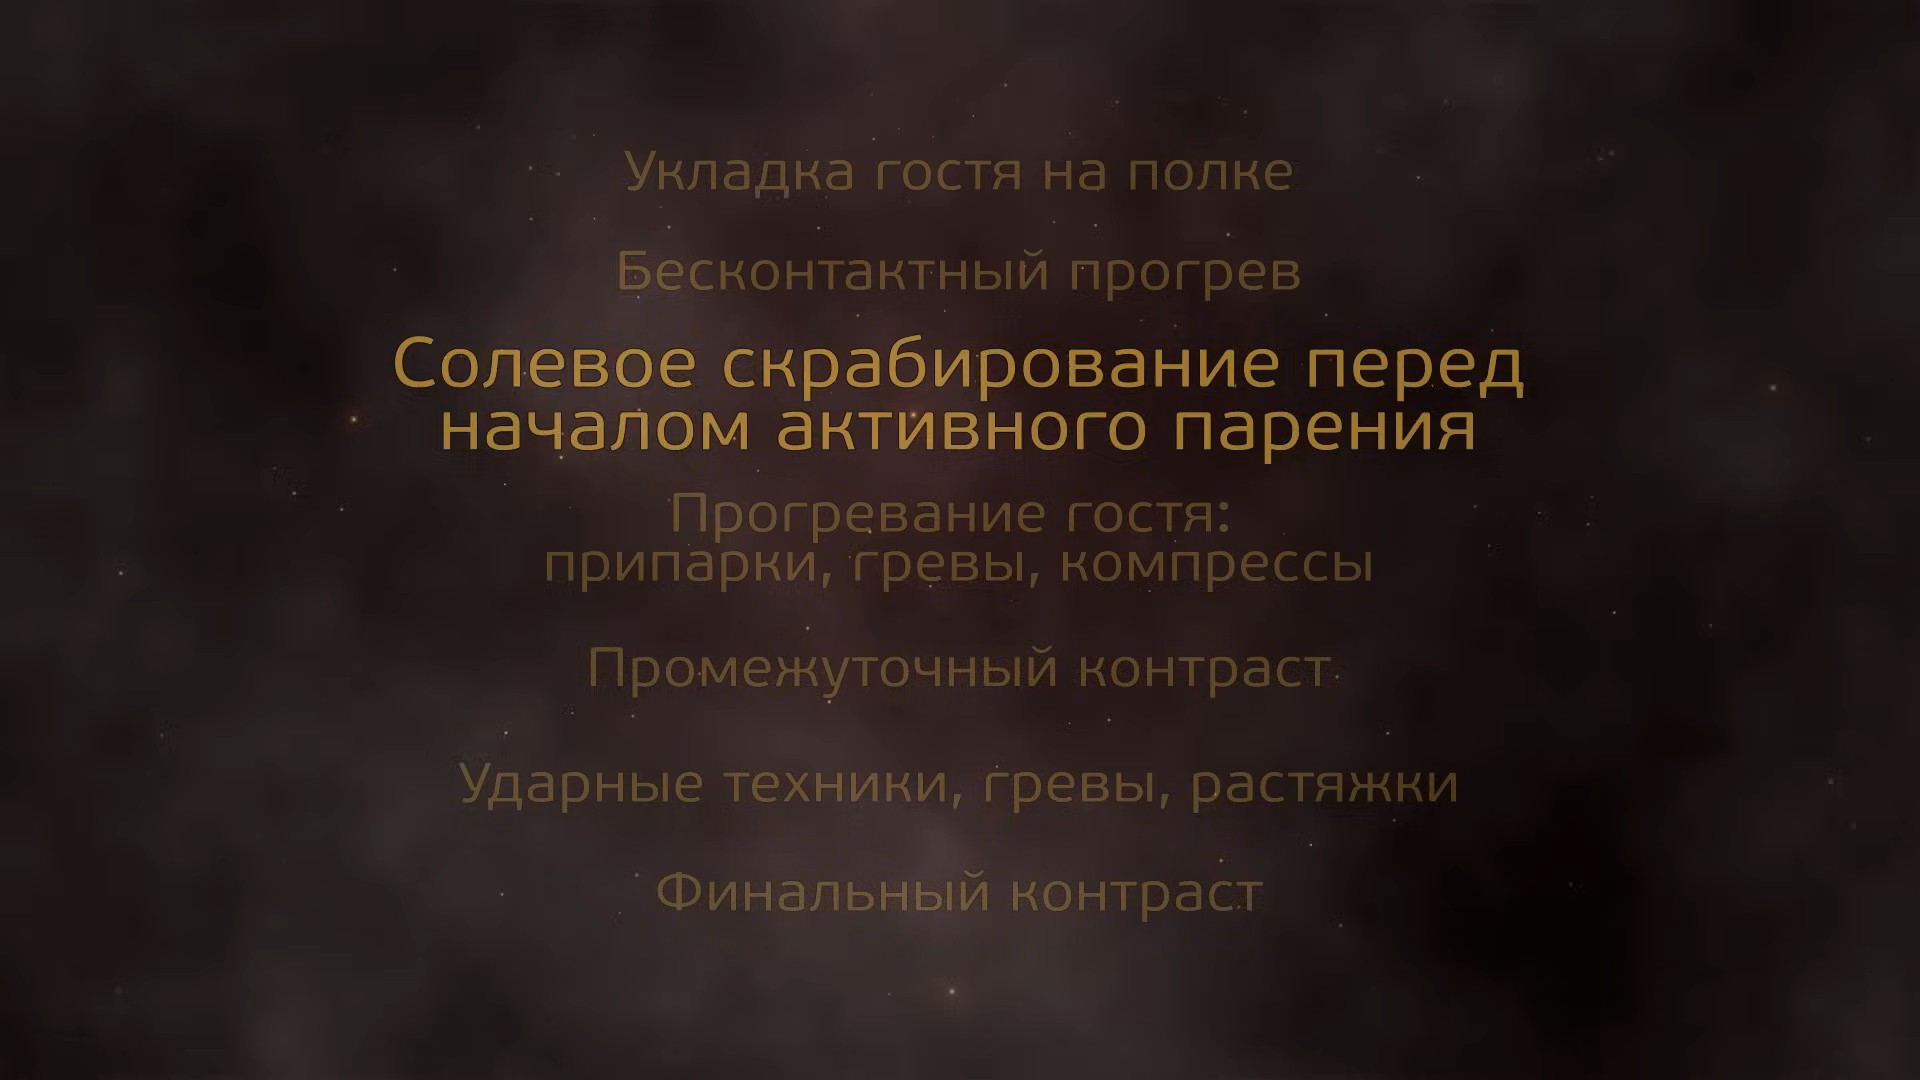 Укладка гостя на полке
Бесконтактный прогрев
Солевое скрабирование перед
началом активного парения
Прогревание гостя:
припарки, гревы, компрессы
Промежуточный контраст
Ударные техники, гревы, растяжки
Финальный контраст